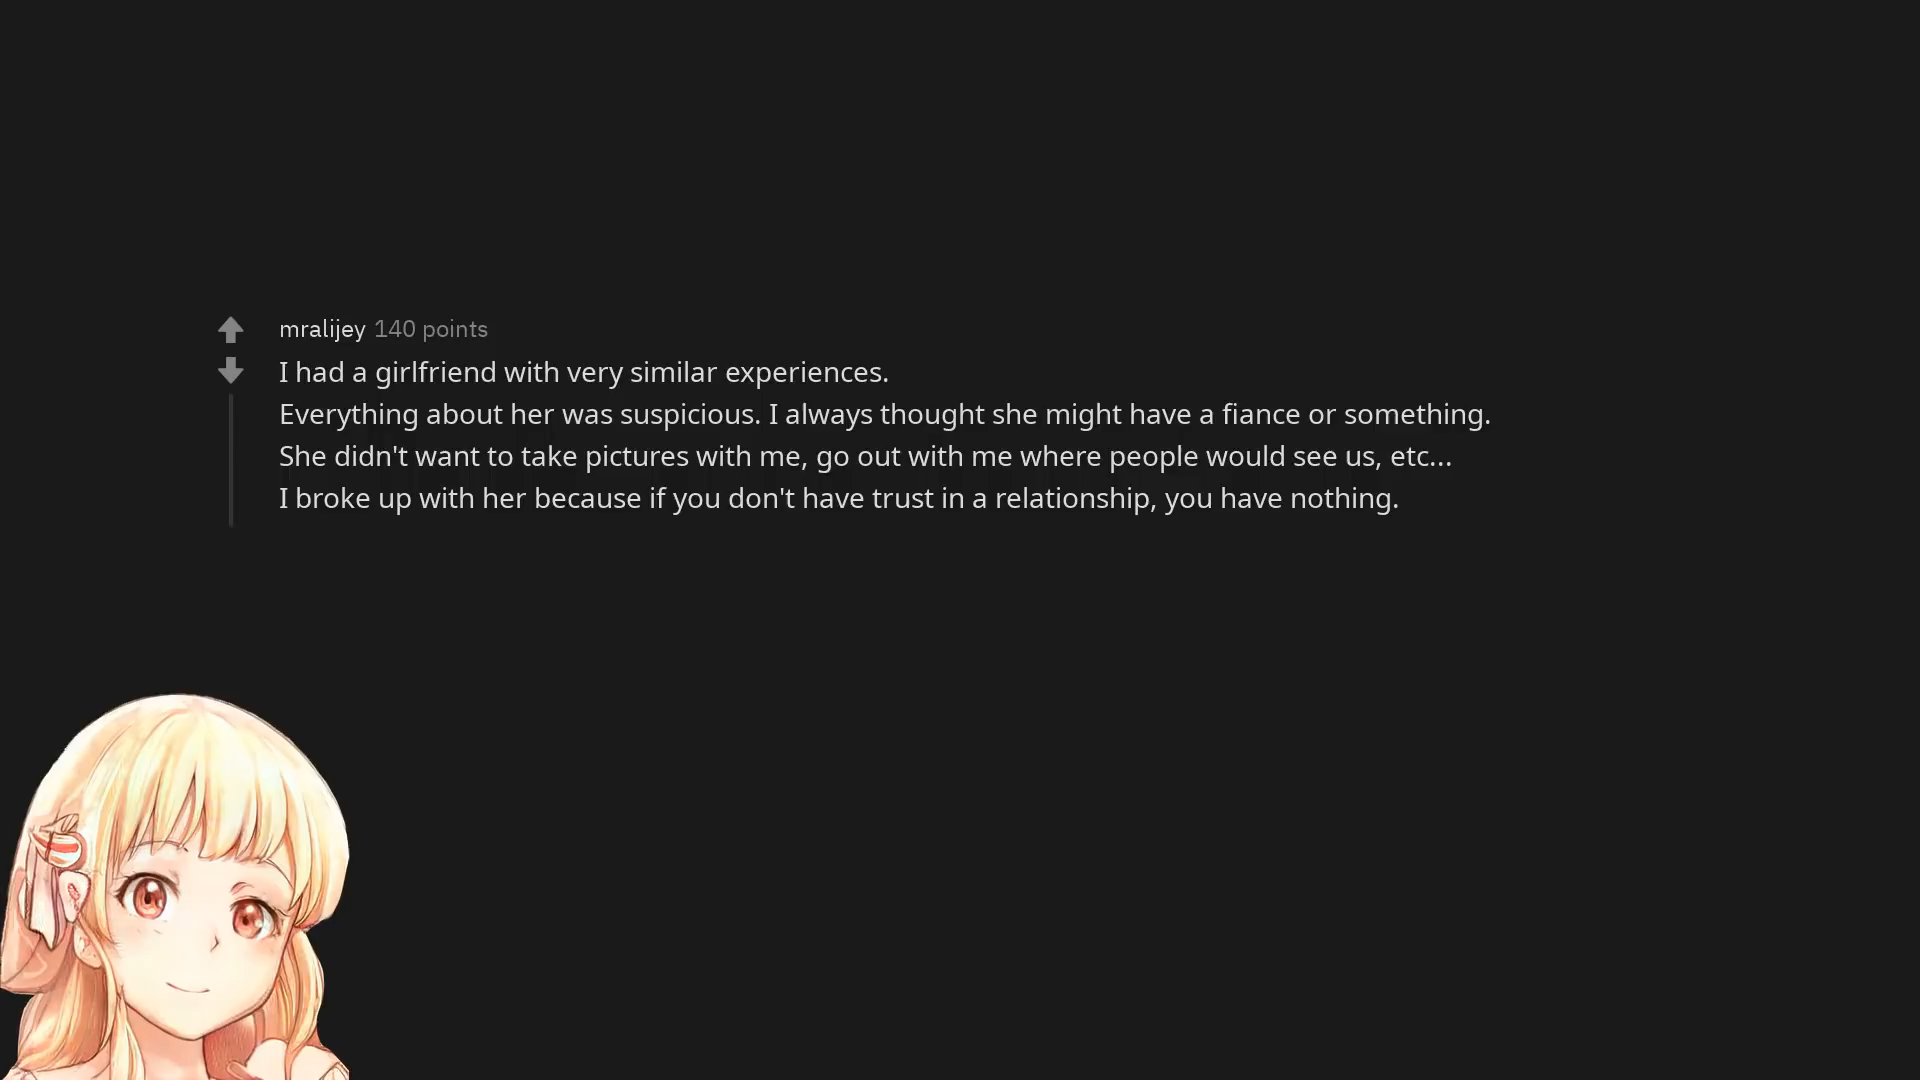 mralijey 140 points
I had a girlfriend with very similar experiences.
Everything about her was suspicious. I always thought she might have a fiance or something.
She didn't want to take pictures with me, go out with me where people would see us, etc...
I broke up with her because if you don't have trust in a relationship, you have nothing.